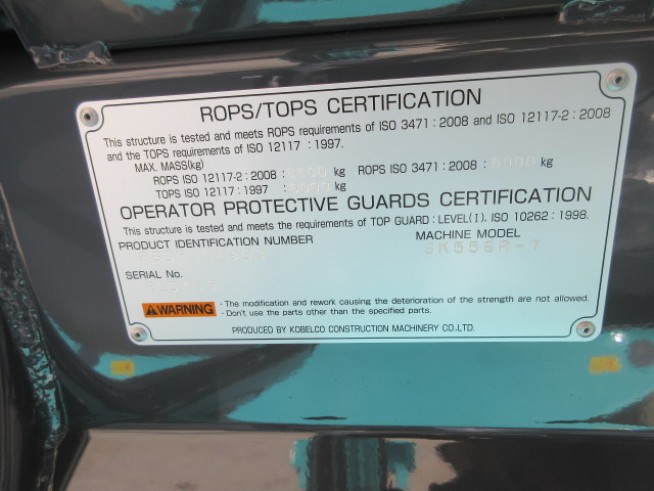 ROPS/TOPS CERTIFICATION
This structure is tested and meets ROPS requirements of ISO 3471 : 2008 and ISO 12117-2 : 2008
and the TOPS requirements of ISO 12117 : 1997.
MAX. MASS(kg)
ROPS ISO 12117-2 : 2008 : kg ROPS ISO 3471 : 2008 : kg
TOPS ISO 12117 : 1997 : kg
OPERATOR PROTECTIVE GUARDS CERTIFICATION
This structure is tested and meets the requirements of TOP GUARD : LEVEL(I). ISO 10262 : 1998.
PRODUCT IDENTIFICATION NUMBER
MACHINE MODEL
SK55SR-7
SERIAL No.
WARNING
- The modification and rework causing the deterioration of the strength are not allowed.
- Don't use the parts other than the specified parts.
PRODUCED BY KOBELCO CONSTRUCTION MACHINERY CO.LTD.